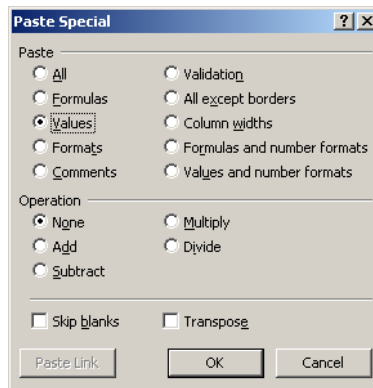 Paste Special
Paste
All
Validation
Formulas
All except borders
Values
Column widths
Formats
Formulas and number formats
Comments
Values and number formats
Operation
None
Multiply
Add
Divide
Subtract
Skip blanks
Transpose
Paste Link
OK
Cancel